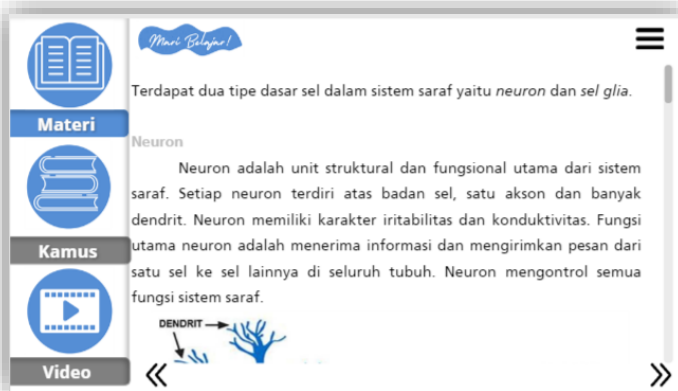 Mari Belajar!
Terdapat dua tipe dasar sel dalam sistem saraf yaitu neuron dan sel glia.
Materi
Neuron
Neuron adalah unit struktural dan fungsional utama dari sistem
saraf. Setiap neuron terdiri atas badan sel, satu akson dan banyak
dendrit. Neuron memiliki karakter iritabilitas dan konduktivitas. Fungsi
Kamus
utama neuron adalah menerima informasi dan mengirimkan pesan dari
satu sel ke sel lainnya di seluruh tubuh. Neuron mengontrol semua
fungsi sistem saraf.
DENDRIT
Video